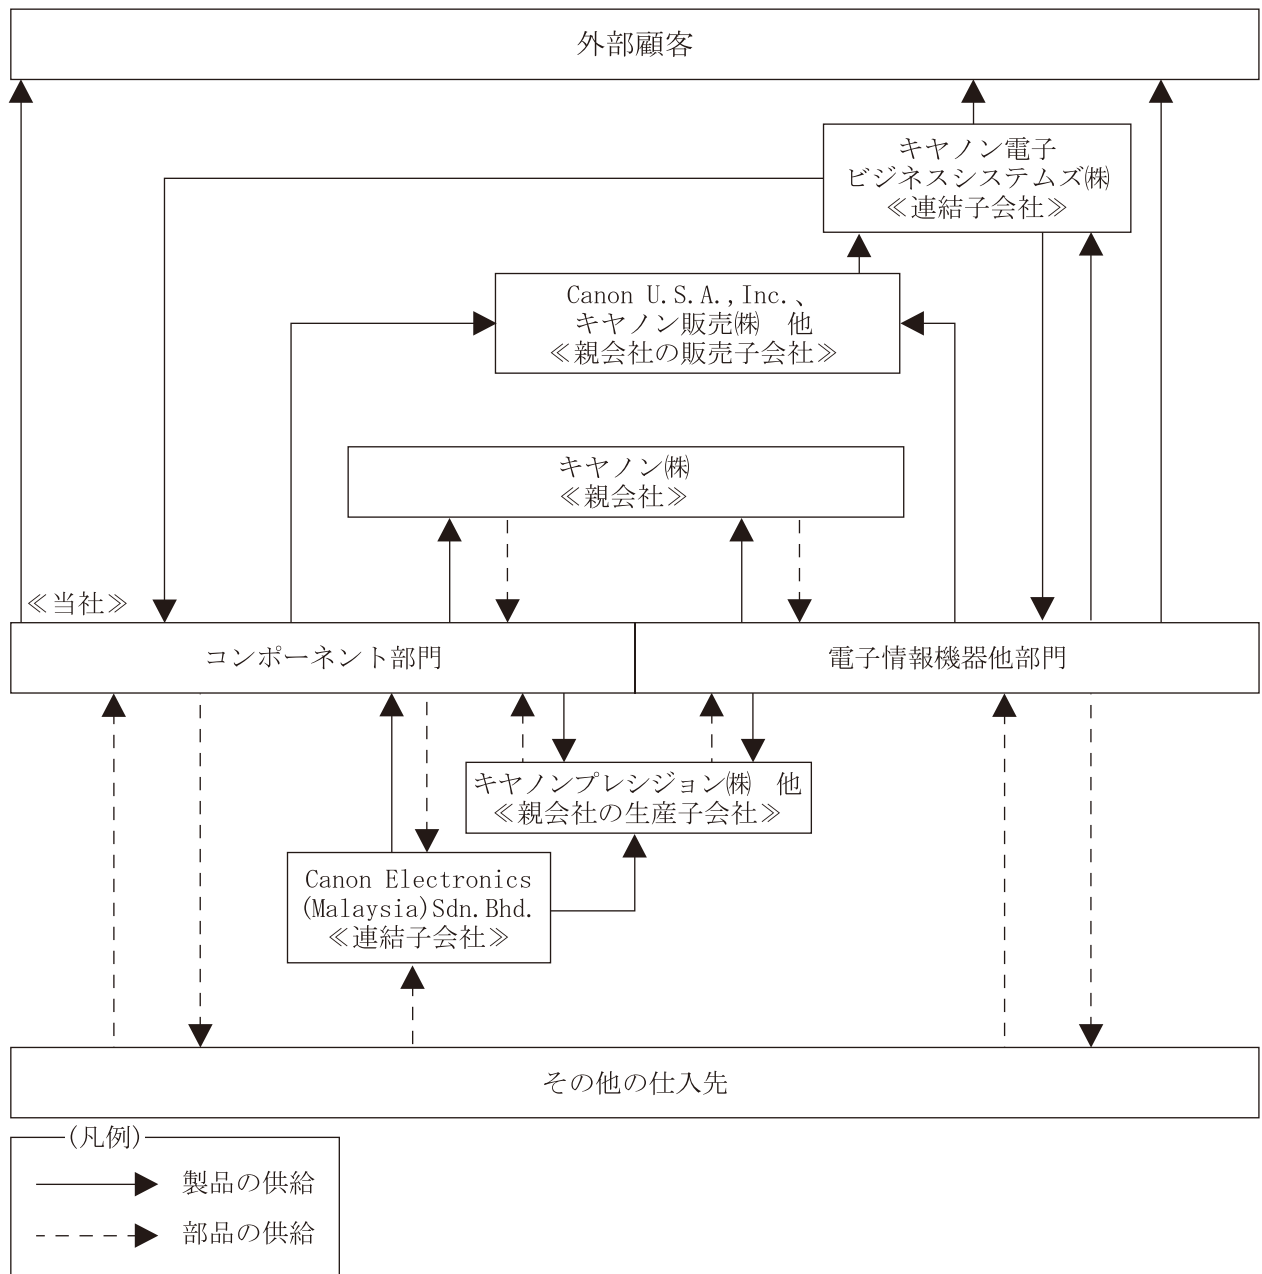 外部顧客
キヤノン電子
ビジネスシステムズ㈱
≪連結子会社≫
Canon U.S.A.,Inc.、
キヤノン販売㈱　他
≪親会社の販売子会社≫
キヤノン㈱
≪親会社≫
≪当社≫
コンポーネント部門
電子情報機器他部門
キヤノンプレシジョン㈱　他
≪親会社の生産子会社≫
Canon Electronics
(Malaysia)Sdn.Bhd.
≪連結子会社≫
その他の仕入先
(凡例)
製品の供給
部品の供給